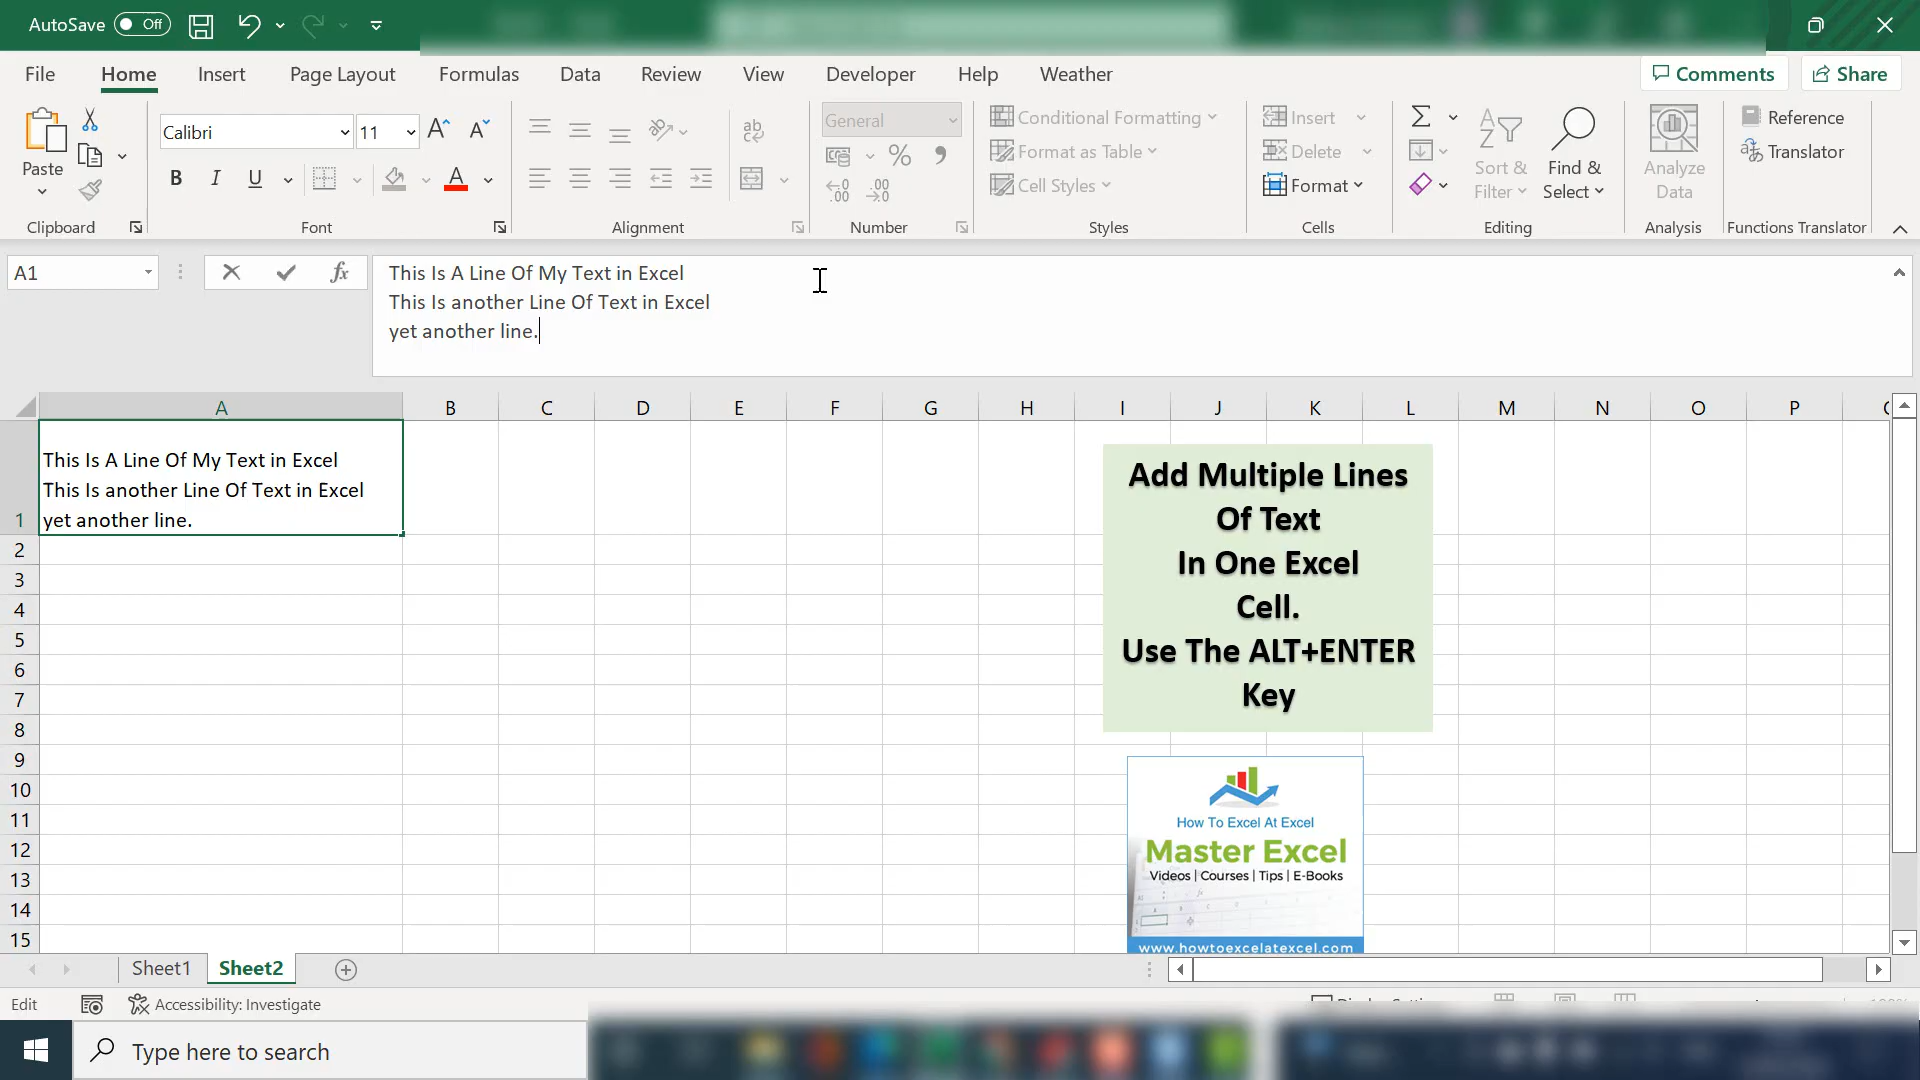 AutoSave Off
File Home Insert Page Layout Formulas Data Review View Developer Help Weather Comments Share
Paste
Clipboard
Calibri 11
B I U A
Font
ab
Alignment
General
% ,
Number
Conditional Formatting
Format as Table
Cell Styles
Styles
Insert
Delete
Format
Cells
Sort & Filter
Find & Select
Editing
Analyze Data
Analysis
Reference
Translator
Functions Translator
A1 fx
This Is A Line Of My Text in Excel
This Is another Line Of Text in Excel
yet another line.
A B C D E F G H I J K L M N O P
1
2
3
4
5
6
7
8
9
10
11
12
13
14
15
This Is A Line Of My Text in Excel
This Is another Line Of Text in Excel
yet another line.
Add Multiple Lines
Of Text
In One Excel
Cell.
Use The ALT+ENTER
Key
How To Excel At Excel
Master Excel
Videos | Courses | Tips | E-Books
www.howtoexcelatexcel.com
Sheet1 Sheet2
Edit Accessibility: Investigate
Type here to search